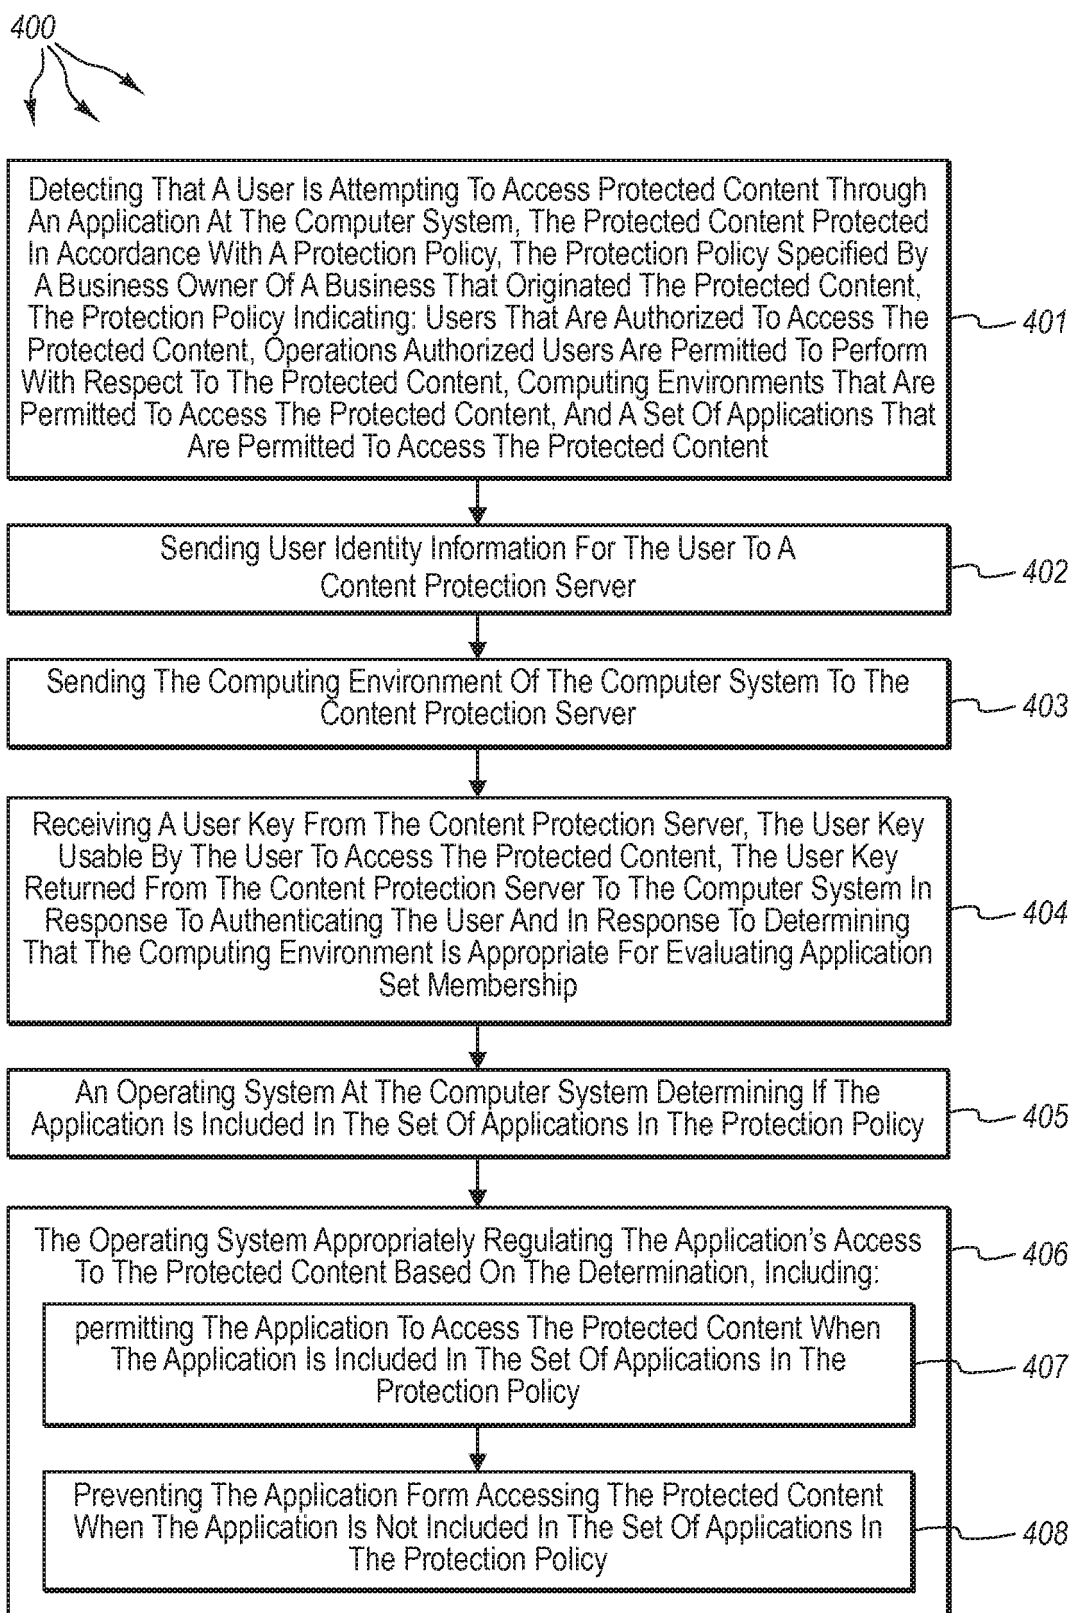 400
Detecting That A User Is Attempting To Access Protected Content Through
An Application At The Computer System, The Protected Content Protected
In Accordance With A Protection Policy, The Protection Policy Specified By
A Business Owner Of A Business That Originated The Protected Content,
The Protection Policy Indicating: Users That Are Authorized To Access The
Protected Content, Operations Authorized Users Are Permitted To Perform
With Respect To The Protected Content, Computing Environments That Are
Permitted To Access The Protected Content, And A Set Of Applications That
Are Permitted To Access The Protected Content
401
Sending User Identity Information For The User To A
Content Protection Server
402
Sending The Computing Environment Of The Computer System To The
Content Protection Server
403
Receiving A User Key From The Content Protection Server, The User Key
Usable By The User To Access The Protected Content, The User Key
Returned From The Content Protection Server To The Computer System In
Response To Authenticating The User And In Response To Determining
That The Computing Environment Is Appropriate For Evaluating Application
Set Membership
404
An Operating System At The Computer System Determining If The
Application Is Included In The Set Of Applications In The Protection Policy
405
The Operating System Appropriately Regulating The Application's Access
To The Protected Content Based On The Determination, Including:
406
permitting The Application To Access The Protected Content When
The Application Is Included In The Set Of Applications In The
Protection Policy
407
Preventing The Application Form Accessing The Protected Content
When The Application Is Not Included In The Set Of Applications In
The Protection Policy
408